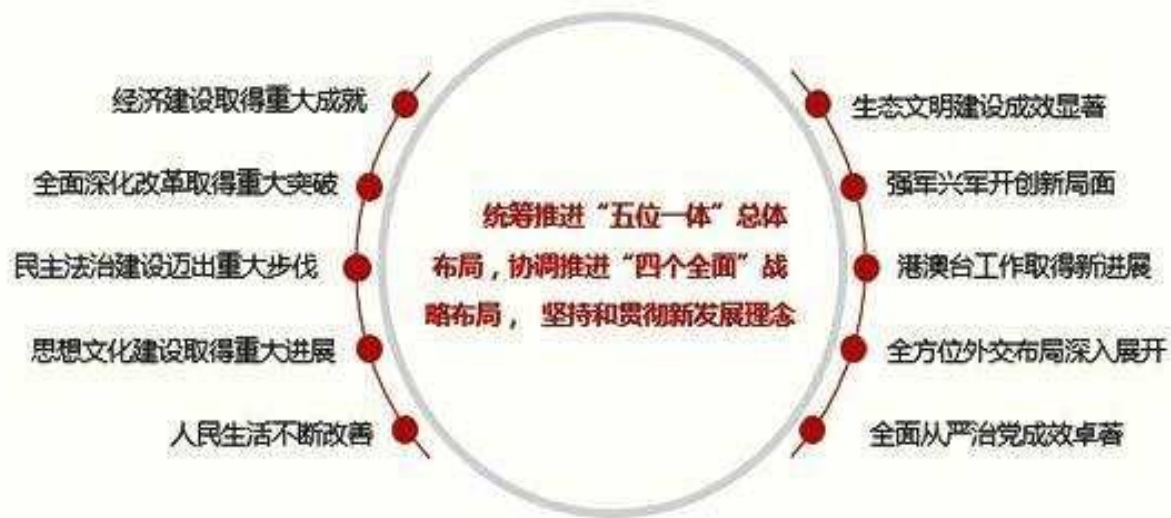 经济建设取得重大成就
全面深化改革取得重大突破
民主法治建设迈出重大步伐
思想文化建设取得重大进展
人民生活不断改善
统筹推进“五位一体”总体
布局，协调推进“四个全面”战
略布局， 坚持和贯彻新发展理念
生态文明建设成效显著
强军兴军开创新局面
港澳台工作取得新进展
全方位外交布局深入展开
全面从严治党成效卓著